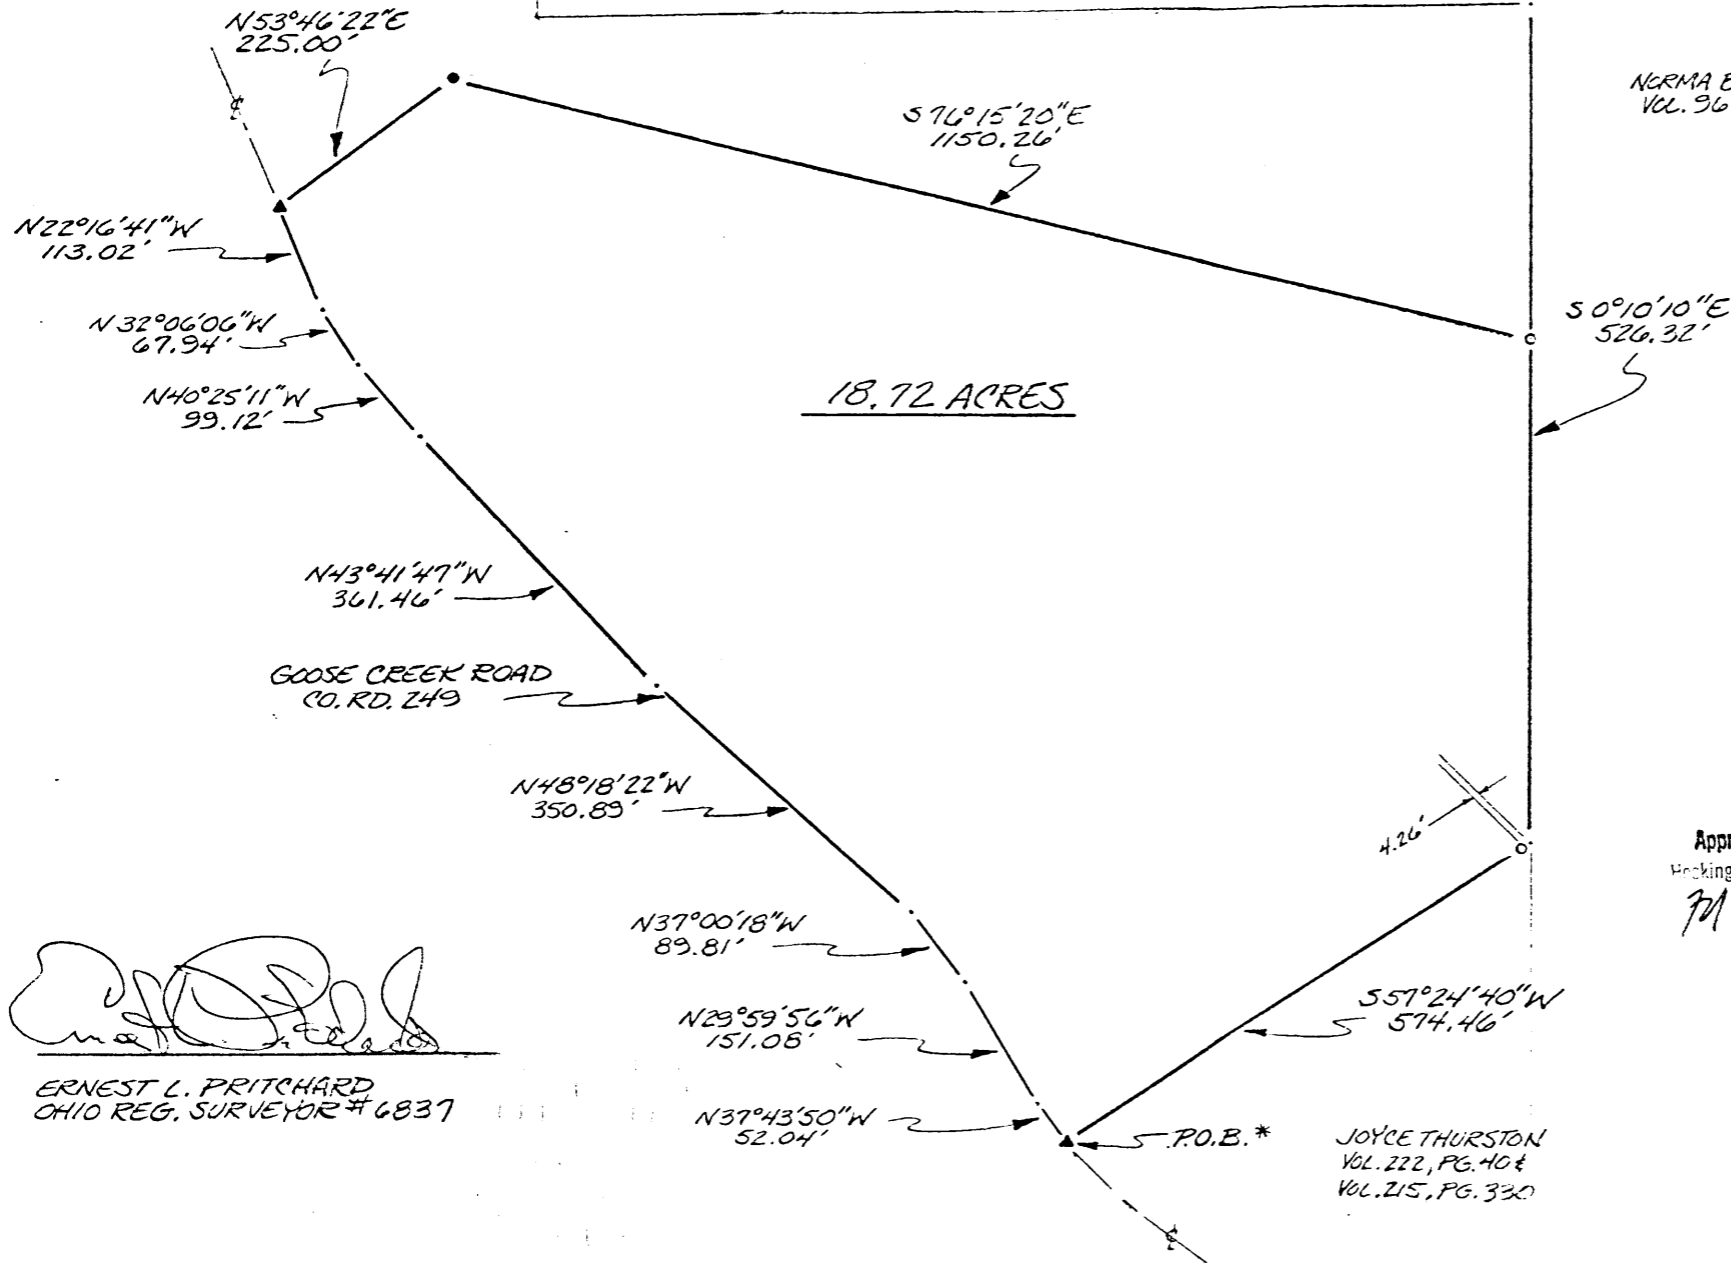 N53°46'22"E
225.00'
NORMA
VOL. 96
S76°15'20"E
1150.26'
N22°16'41"W
113.02'
N32°06'06"W
67.94'
S0°10'10"E
526.32'
N40°25'11"W
99.12'
18.72 ACRES
N43°41'47"W
361.46'
GOOSE CREEK ROAD
CO. RD. 249
N48°18'22"W
350.89'
4.26'
N37°00'18"W
89.81'
S57°24'40"W
574.46'
N29°59'56"W
151.08'
ERNEST L. PRITCHARD
OHIO REG. SURVEYOR #6837
N37°43'50"W
52.04'
P.O.B.*
JOYCE THURSTON
VOL. 222, PG. 40 &
VOL. 215, PG. 330